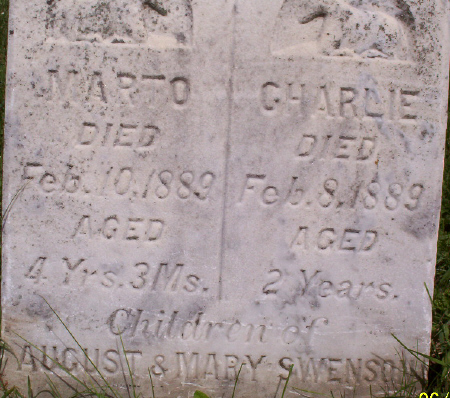 MARTO
DIED
Feb. 10, 1889
AGED
4 Yrs. 3 Ms.
CHARLIE
DIED
Feb. 8, 1889
AGED
2 Years.
Children of
AUGUST & MARY SWENSON